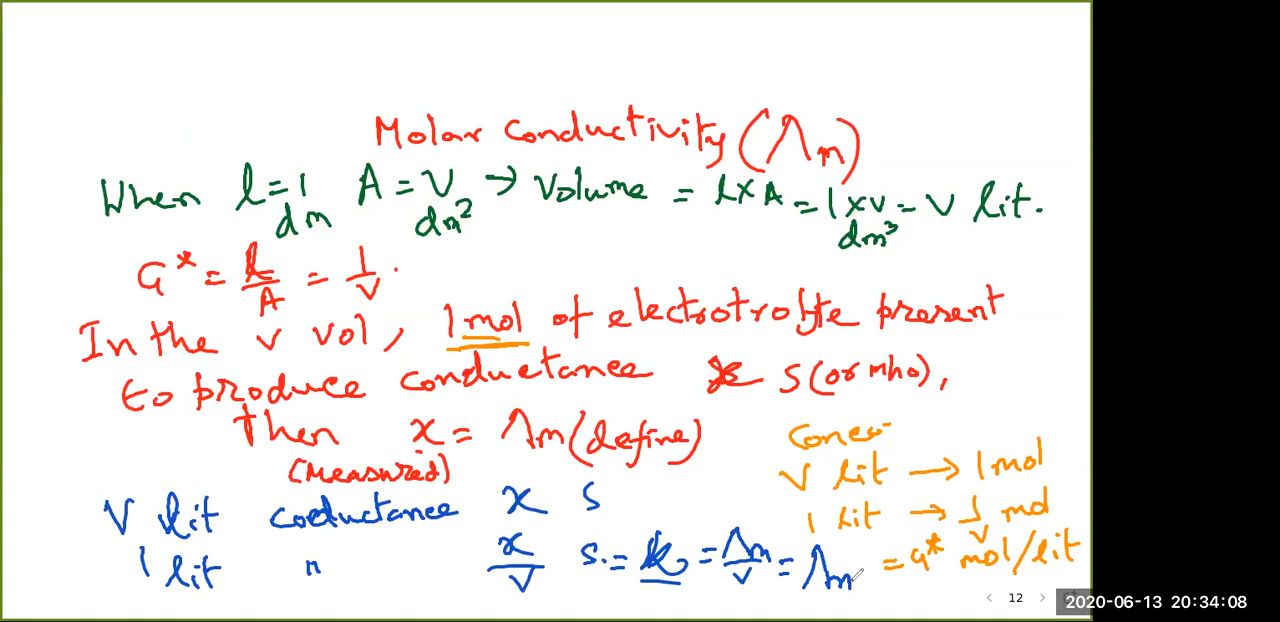 Molar Conductivity (Λm)
When l=1 dm A=V dm² → Volume = l×A = 1×V dm³ = V lit.
G* = l/A = 1/V.
In the V vol, 1 mol of electrotrolyte present
to produce conductance x S (or mho),
then x = Λm (define)
(Measured)
V lit conductance x S
1 lit " x/V S. = k = Λm/V = Λm
Concn
V lit → 1 mol
1 lit → 1/V mol
= G* mol/lit
12
2020-06-13 20:34:08